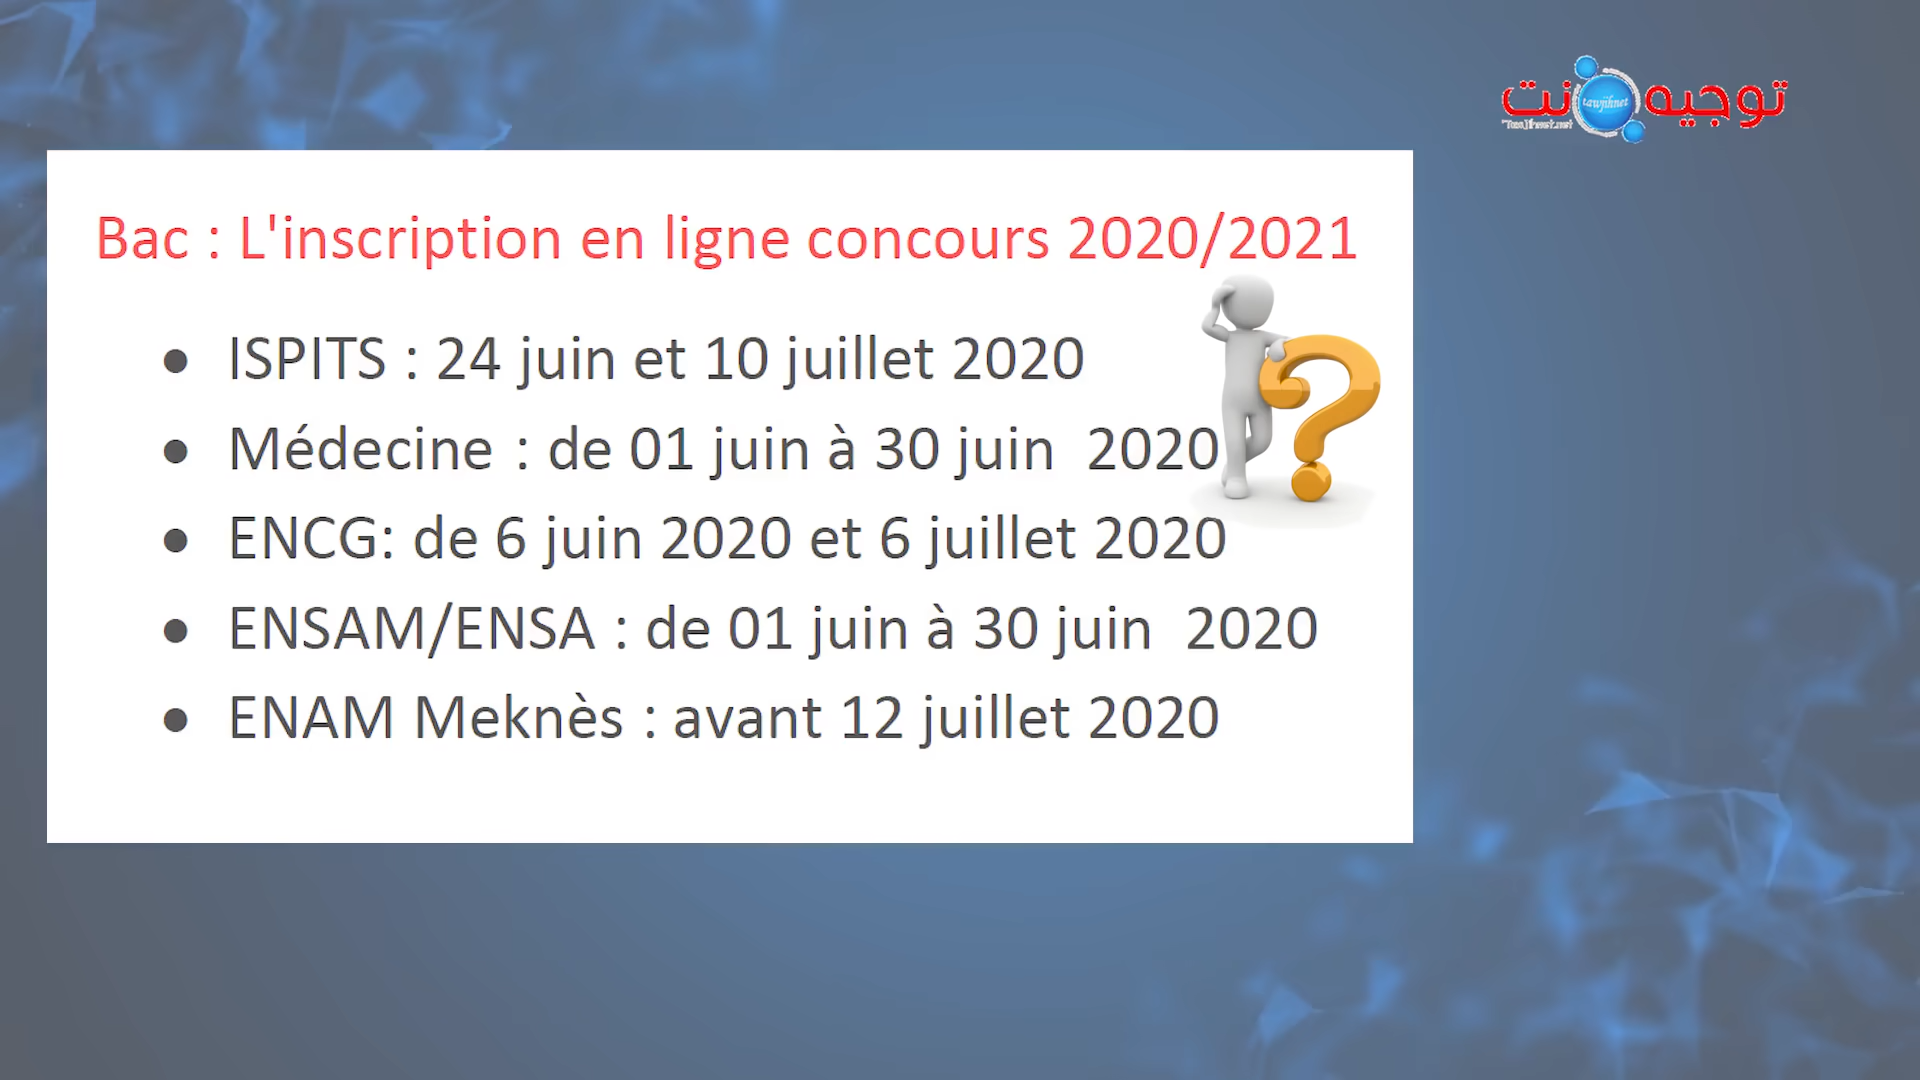 توجيه نت
tawjihnet
Tawjihnet.net
Bac : L'inscription en ligne concours 2020/2021
ISPITS : 24 juin et 10 juillet 2020
Médecine : de 01 juin à 30 juin 2020
ENCG: de 6 juin 2020 et 6 juillet 2020
ENSAM/ENSA : de 01 juin à 30 juin 2020
ENAM Meknès : avant 12 juillet 2020